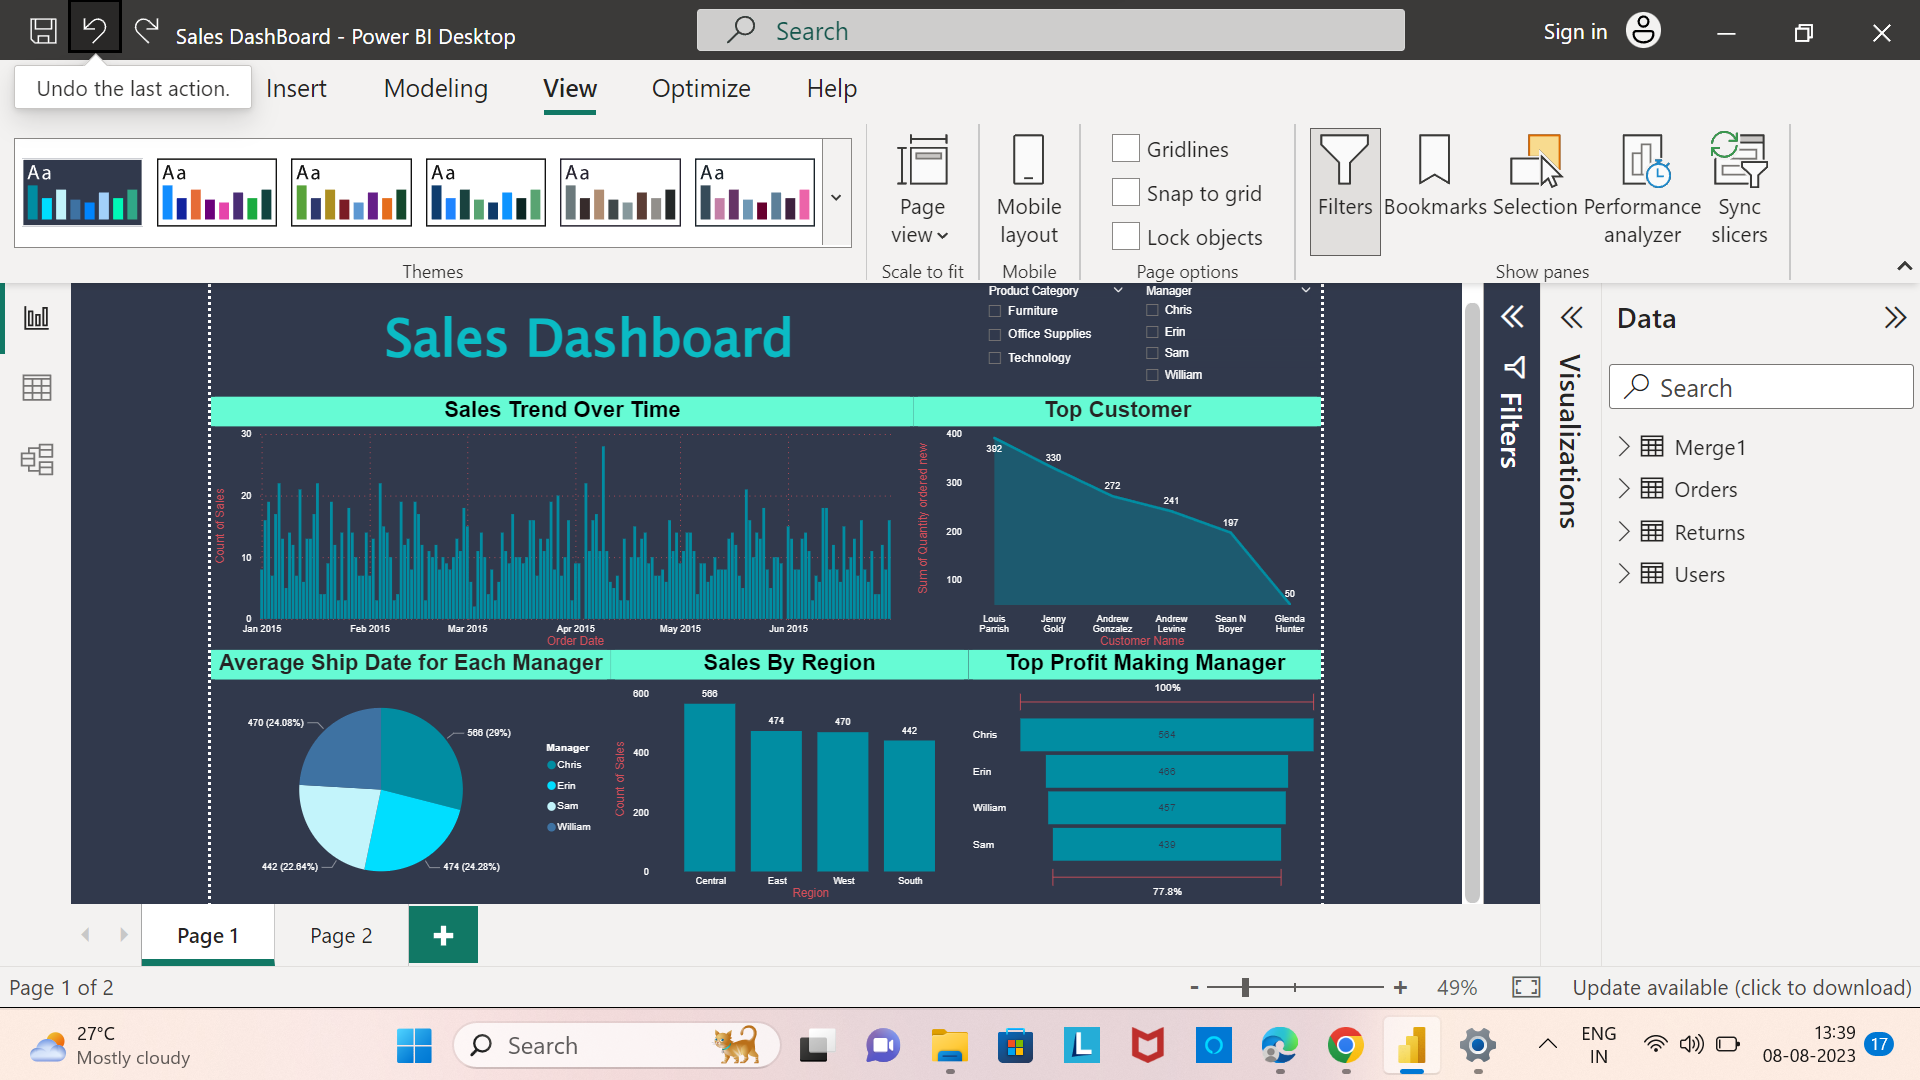 Sales DashBoard - Power BI Desktop
Search
Sign in
Undo the last action.
Insert
Modeling
View
Optimize
Help
Aa
Aa
Aa
Aa
Aa
Aa
Themes
Page
view
Scale to fit
Mobile
layout
Mobile
Gridlines
Snap to grid
Lock objects
Page options
Filters
Bookmarks
Selection
Performance
analyzer
Sync
slicers
Show panes
Sales Dashboard
Product Category
Furniture
Office Supplies
Technology
Manager
Chris
Erin
Sam
William
Sales Trend Over Time
Count of Sales
30
20
10
0
Jan 2015
Feb 2015
Mar 2015
Apr 2015
May 2015
Jun 2015
Order Date
Top Customer
Sum of Quantity ordered new
400
300
200
100
392
330
272
241
197
50
Louis
Parrish
Jenny
Gold
Andrew
Gonzalez
Andrew
Levine
Sean N
Boyer
Glenda
Hunter
Customer Name
Average Ship Date for Each Manager
470 (24.08%)
566 (29%)
442 (22.64%)
474 (24.28%)
Manager
Chris
Erin
Sam
William
Sales By Region
Count of Sales
600
400
200
0
566
474
470
442
Central
East
West
South
Region
Top Profit Making Manager
100%
Chris
564
Erin
466
William
457
Sam
439
77.8%
Filters
Visualizations
Data
Search
Merge1
Orders
Returns
Users
Page 1
Page 2
+
Page 1 of 2
-
+
49%
Update available (click to download)
27°C
Mostly cloudy
Search
L
ENG
IN
13:39
08-08-2023
17